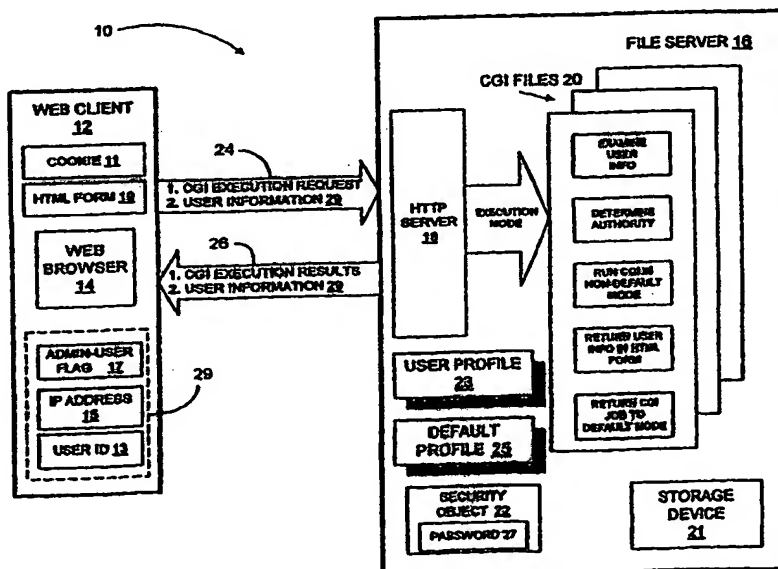 10
FILE SERVER 16
CGI FILES 20
WEB CLIENT
12
COOKIE 11
HTML FORM 19
WEB
BROWSER
14
ADMIN-USER
FLAG 17
IP ADDRESS
15
USER ID 13
29
24
1. CGI EXECUTION REQUEST
2. USER INFORMATION 29
26
1. CGI EXECUTION RESULTS
2. USER INFORMATION 29
HTTP
SERVER
18
EXECUTION
MODE
EXAMINE
USER
INFO
DETERMINE
AUTHORITY
RUN CGI IN
NON-DEFAULT
MODE
RETURN USER
INFO IN HTML
FORM
RETURN CGI
JOB TO
DEFAULT MODE
USER PROFILE
23
DEFAULT
PROFILE 25
SECURITY
OBJECT 22
PASSWORD 27
STORAGE
DEVICE
21